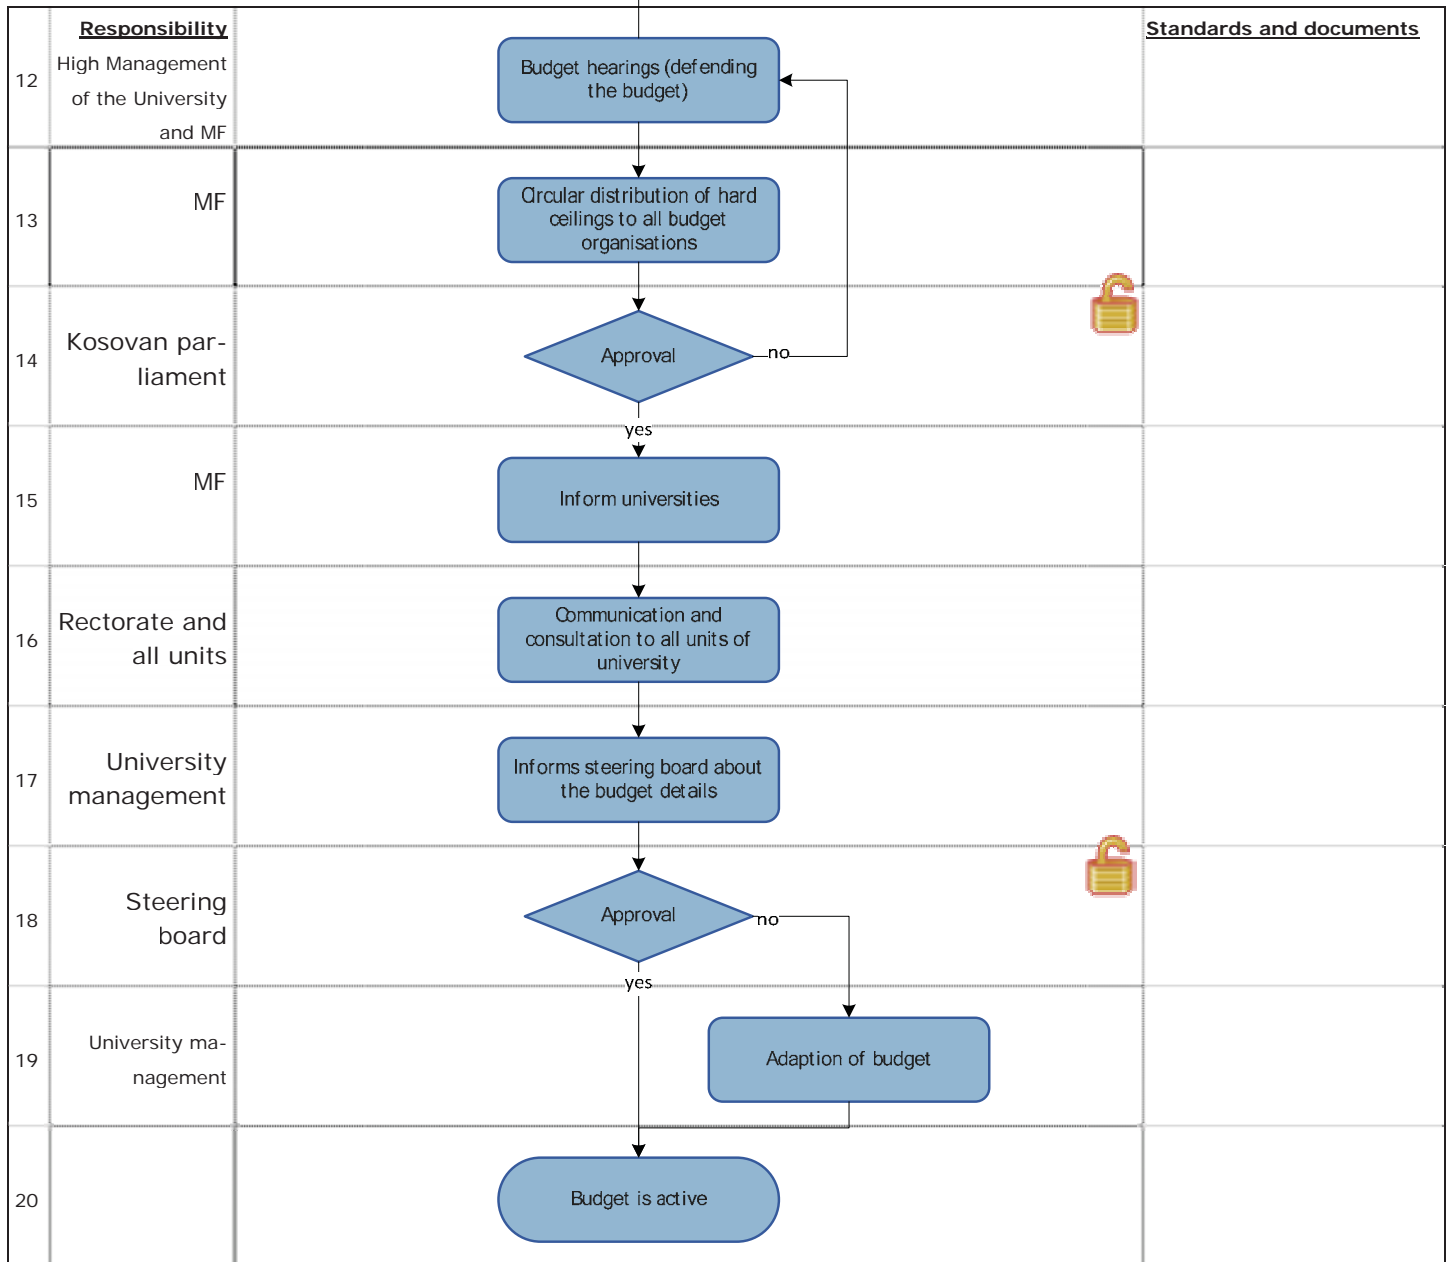 Responsibility
Standards and documents
12
High Management
of the University
and MF
Budget hearings (defending
the budget)
13
MF
Circular distribution of hard
ceilings to all budget
organisations
14
Kosovan par-
liament
Approval
no
yes
15
MF
Inform universities
16
Rectorate and
all units
Communication and
consultation to all units of
university
17
University
management
Informs steering board about
the budget details
18
Steering
board
Approval
no
yes
19
University ma-
nagement
Adaption of budget
20
Budget is active